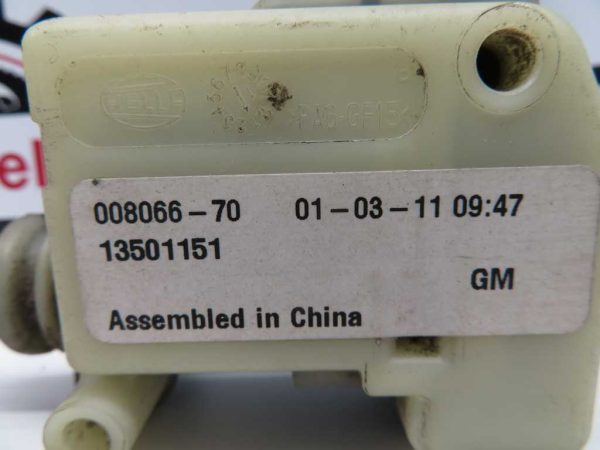 HELLA
008066-70 01-03-11 09:47
13501151
GM
Assembled in China